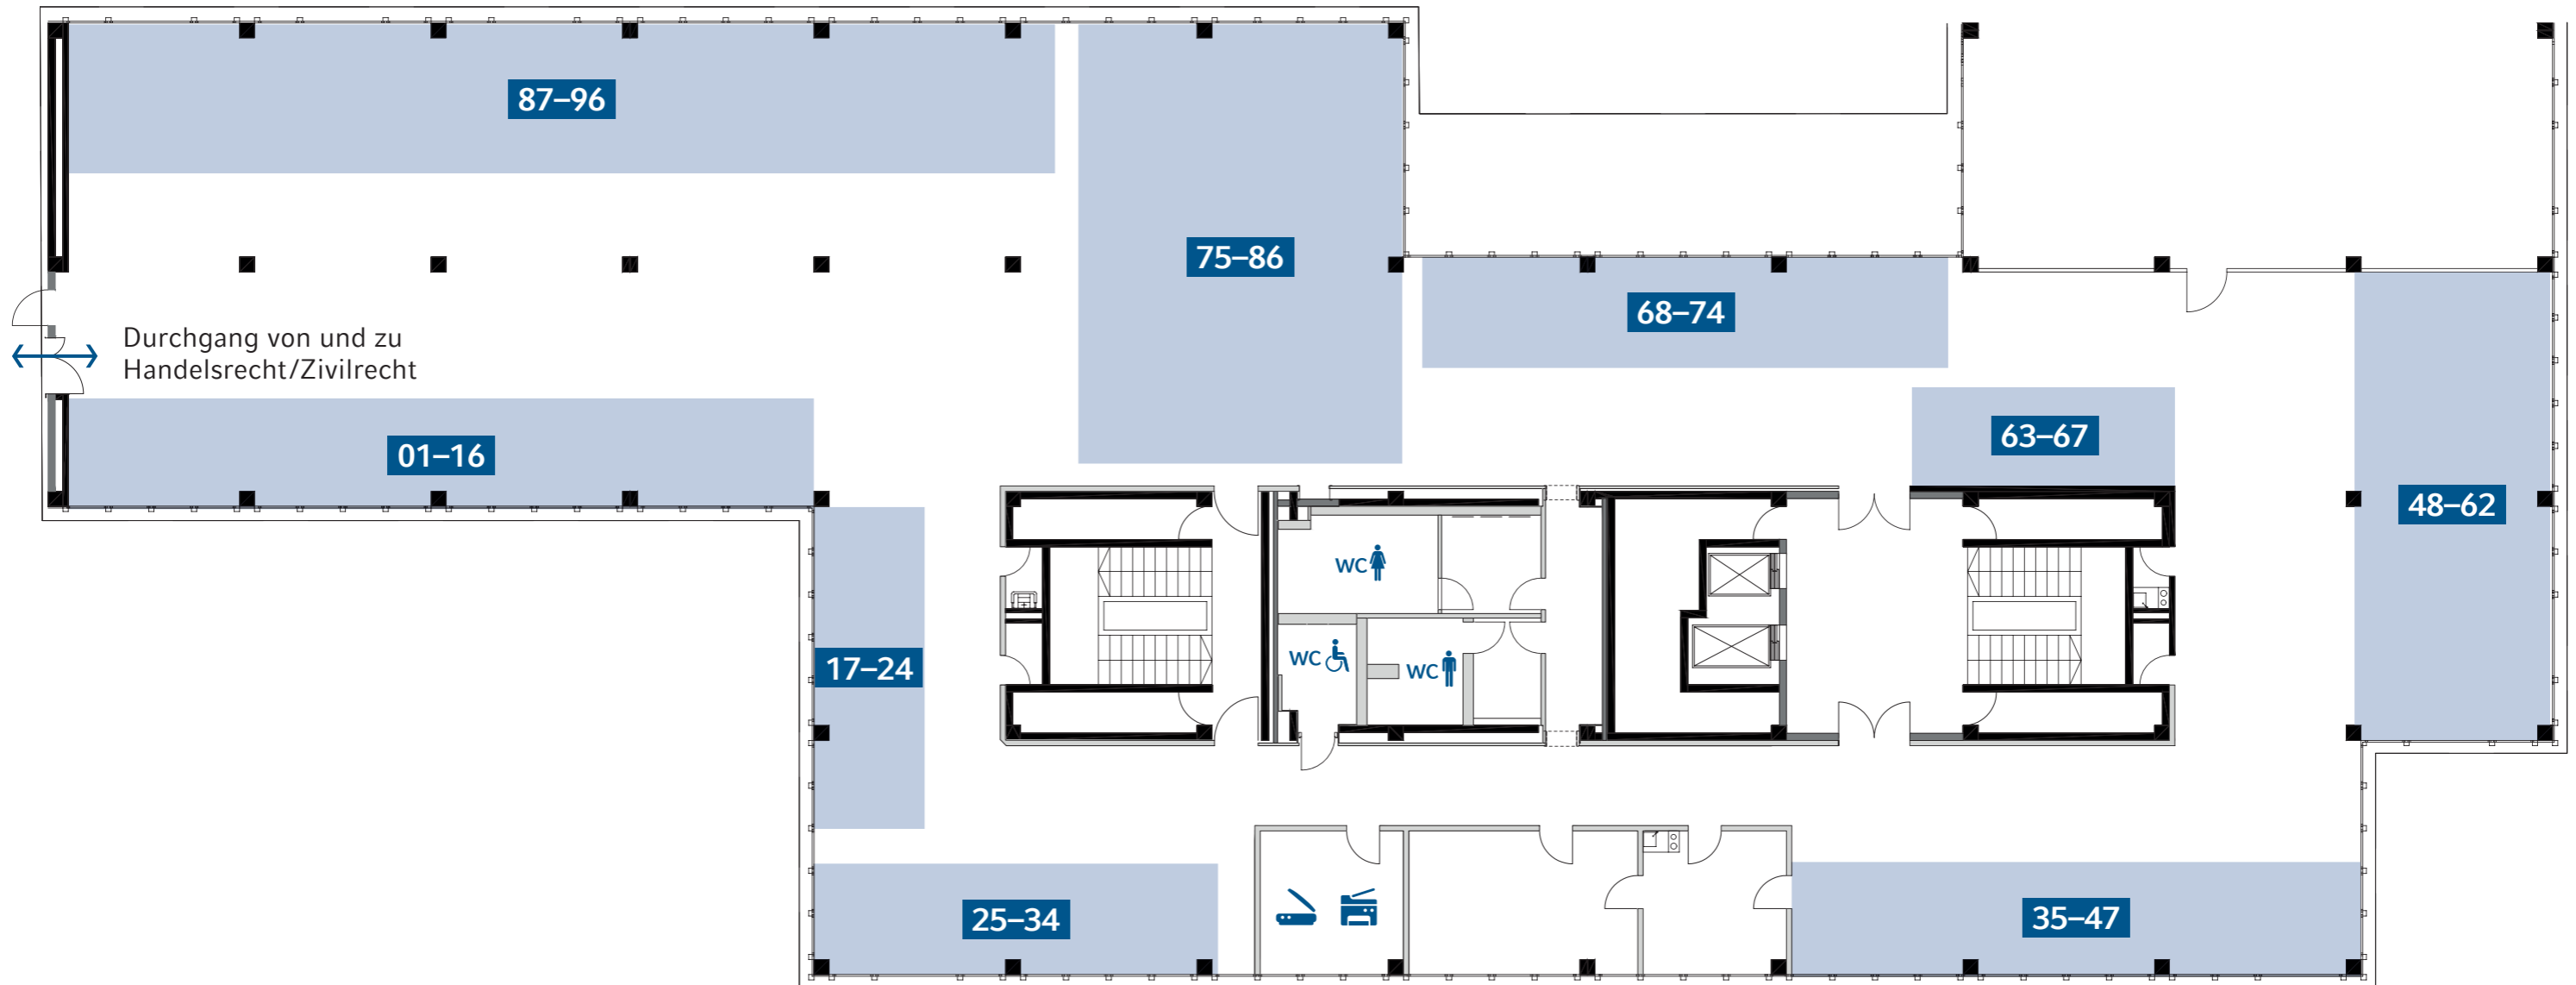 87–96
75–86
68–74
Durchgang von und zu
Handelsrecht/Zivilrecht
63–67
01–16
48–62
WC
17–24
WC
WC
25–34
35–47